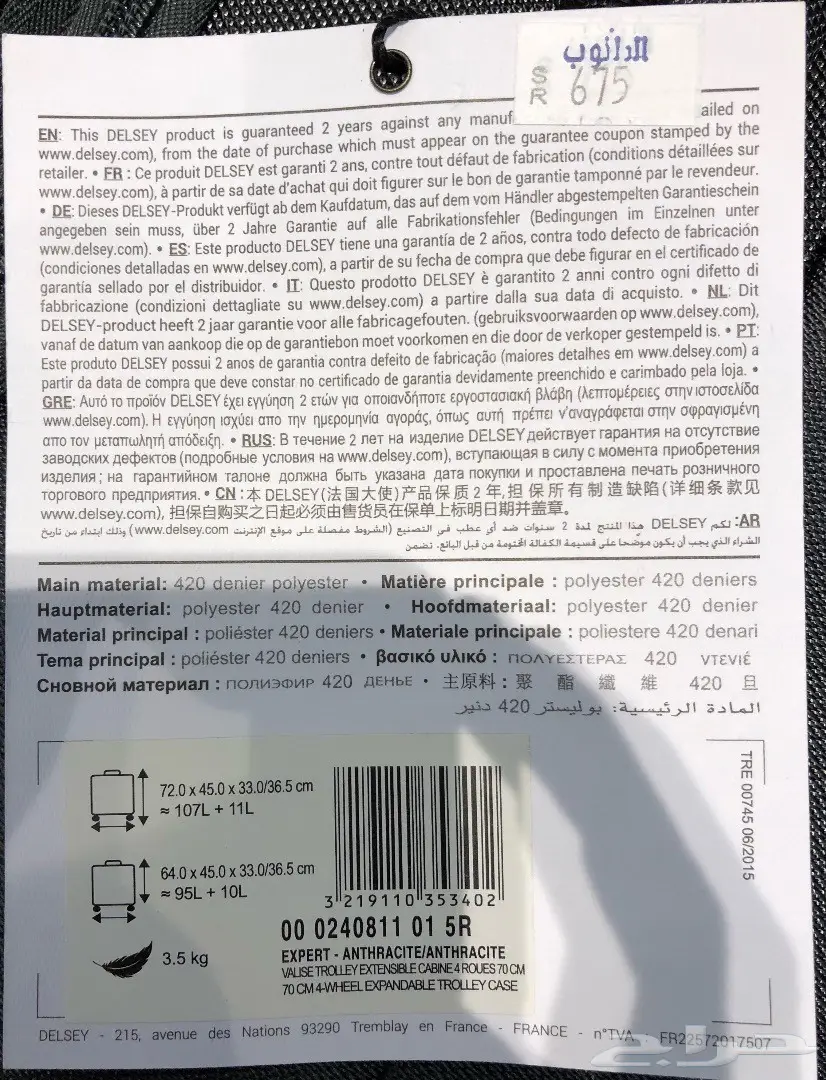 الدانوب
SR 675
EN: This DELSEY product is guaranteed 2 years against any manuf ailed on
www.delsey.com), from the date of purchase which must appear on the guarantee coupon stamped by the
retailer. • FR : Ce produit DELSEY est garanti 2 ans, contre tout défaut de fabrication (conditions détaillées sur
www.delsey.com), à partir de sa date d'achat qui doit figurer sur le bon de garantie tamponné par le revendeur.
• DE: Dieses DELSEY-Produkt verfügt ab dem Kaufdatum, das auf dem vom Händler abgestempelten Garantieschein
angegeben sein muss, über 2 Jahre Garantie auf alle Fabrikationsfehler (Bedingungen im Einzelnen unter
www.delsey.com). • ES: Este producto DELSEY tiene una garantía de 2 años, contra todo defecto de fabricación
(condiciones detalladas en www.delsey.com), a partir de su fecha de compra que debe figurar en el certificado de
garantía sellado por el distribuidor. • IT: Questo prodotto DELSEY è garantito 2 anni contro ogni difetto di
fabbricazione (condizioni dettagliate su www.delsey.com) a partire dalla sua data di acquisto. • NL: Dit
DELSEY-product heeft 2 jaar garantie voor alle fabricagefouten. (gebruiksvoorwaarden op www.delsey.com),
vanaf de datum van aankoop die op de garantiebon moet voorkomen en die door de verkoper gestempeld is. • PT:
Este produto DELSEY possui 2 anos de garantia contra defeito de fabricação (maiores detalhes em www.delsey.com) a
partir da data de compra que deve constar no certificado de garantia devidamente preenchido e carimbado pela loja. •
GRE: Αυτό το προϊόν DELSEY έχει εγγύηση 2 ετών για οποιανδήποτε εργοστασιακή βλάβη (λεπτομέρειες στην ιστοσελίδα
www.delsey.com). Η εγγύηση ισχύει απο την ημερομηνία αγοράς, όπως αυτή πρέπει ν'αναγράφεται στην σφραγισμένη
απο τον μεταπωλητή απόδειξη. • RUS: В течение 2 лет на изделие DELSEY действует гарантия на отсутствие
заводских дефектов (подробные условия на www.delsey.com), вступающая в силу с момента приобретения
изделия; на гарантийном талоне должна быть указана дата покупки и проставлена печать розничного
торгового предприятия. • CN : 本 DELSEY(法国大使)产品保质 2 年, 担保所有制造缺陷(详细条款见
www.delsey.com), 担保自购买之日起必须由售货员在保单上标明日期并盖章。
AR: لكم DELSEY هذا المنتج لمدة 2 سنوات ضد أي عطب في التصنيع (الشروط مفصلة على موقع الإنترنت www.delsey.com) وذلك ابتداء من تاريخ
الشراء الذي يجب أن يكون موضحا على قسيمة الكفالة المختومة من قبل البائع. تضمن
Main material: 420 denier polyester • Matière principale : polyester 420 deniers
Hauptmaterial: polyester 420 denier • Hoofdmateriaal: polyester 420 denier
Material principal : poliéster 420 deniers • Materiale principale : poliestere 420 denari
Tema principal : poliéster 420 deniers • βασικό υλικό : ΠΟΛΥΕΣΤΕΡΑΣ 420 ντενιέ
Сновной материал : ПОЛИЭФИР 420 ДЕНЬЕ • 主原料 : 聚 酯 纖 維 420 旦
المادة الرئيسية: بوليستر 420 دنير
72.0 x 45.0 x 33.0/36.5 cm
≈ 107L + 11L
64.0 x 45.0 x 33.0/36.5 cm
≈ 95L + 10L
3.5 kg
3 219110 353402
00 0240811 01 5R
EXPERT - ANTHRACITE/ANTHRACITE
VALISE TROLLEY EXTENSIBLE CABINE 4 ROUES 70 CM
70 CM 4-WHEEL EXPANDABLE TROLLEY CASE
TRE 00745 06/2015
DELSEY - 215, avenue des Nations 93290 Tremblay en France - FRANCE - n°TVA FR22572017507
حراج